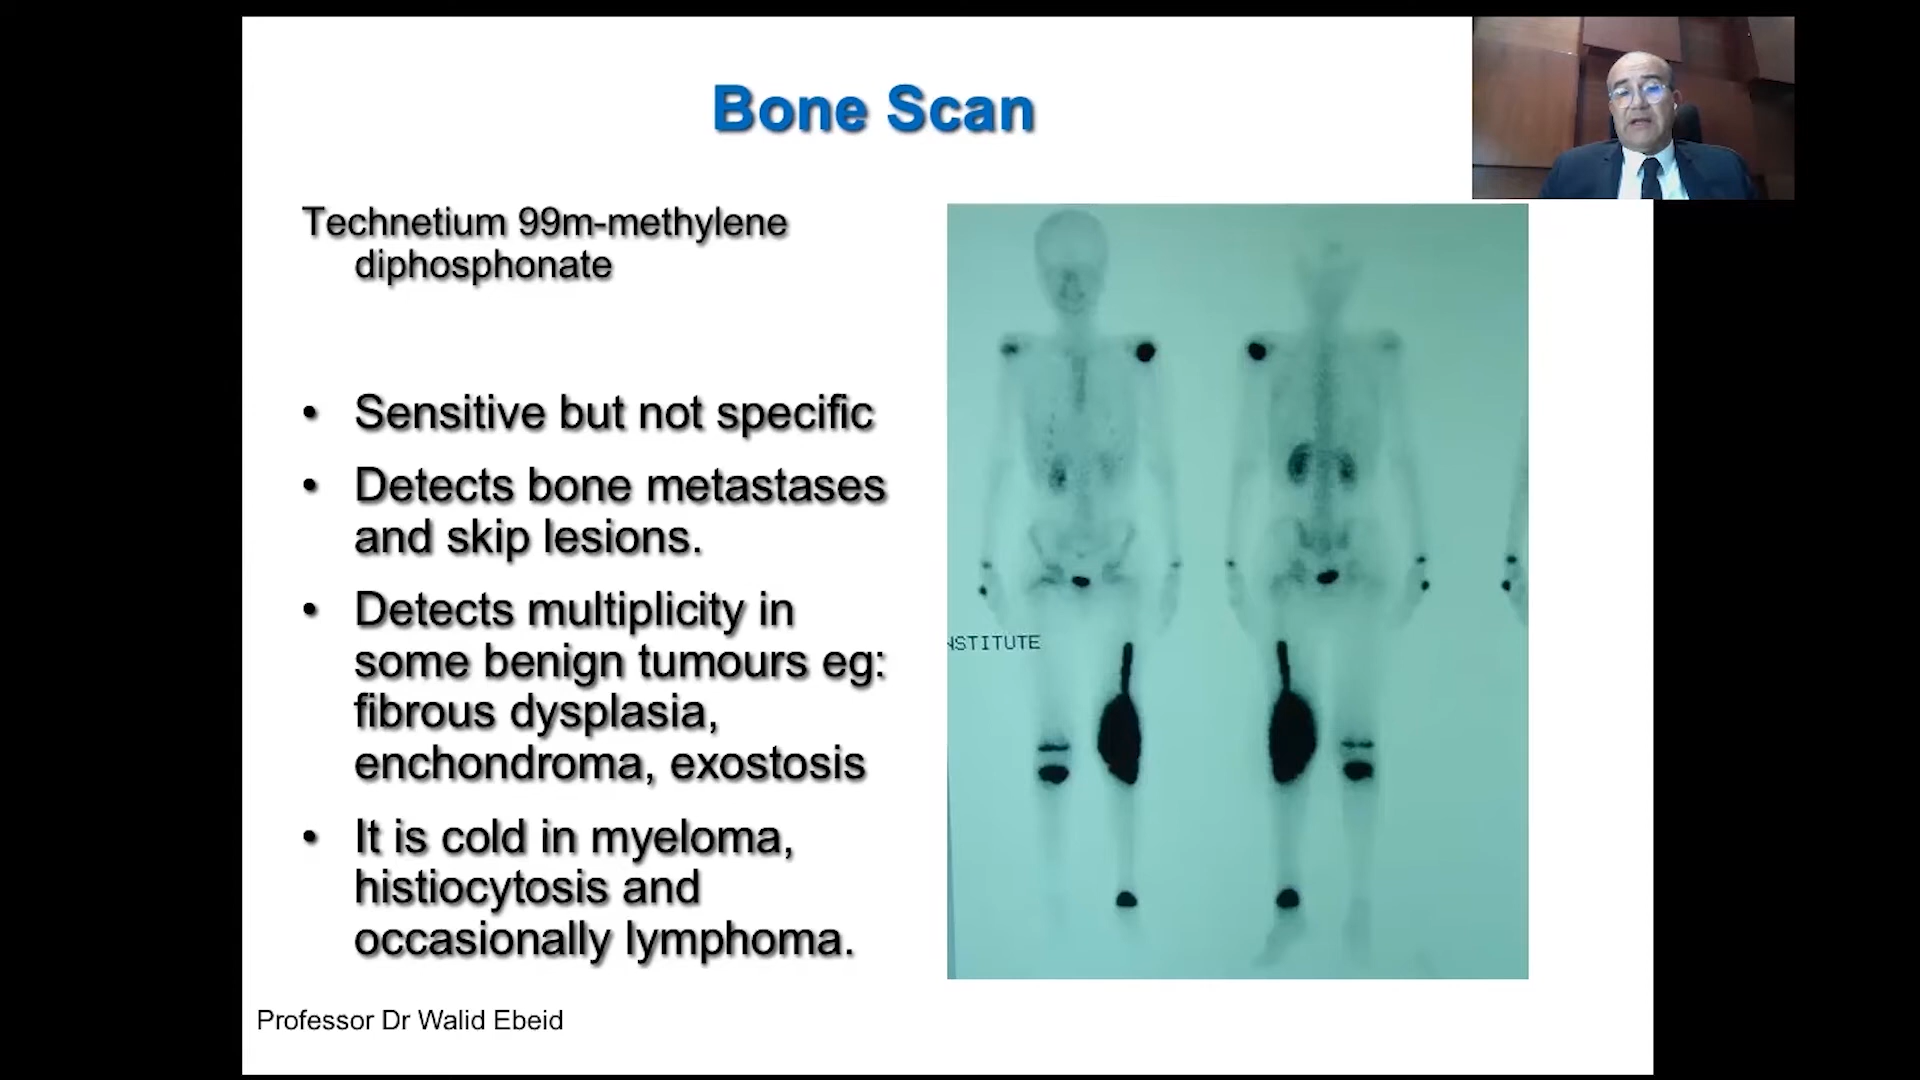 Bone Scan
Technetium 99m-methylene
diphosphonate
• Sensitive but not specific
• Detects bone metastases
and skip lesions.
• Detects multiplicity in
some benign tumours eg:
fibrous dysplasia,
enchondroma, exostosis
• It is cold in myeloma,
histiocytosis and
occasionally lymphoma.
NSTITUTE
Professor Dr Walid Ebeid